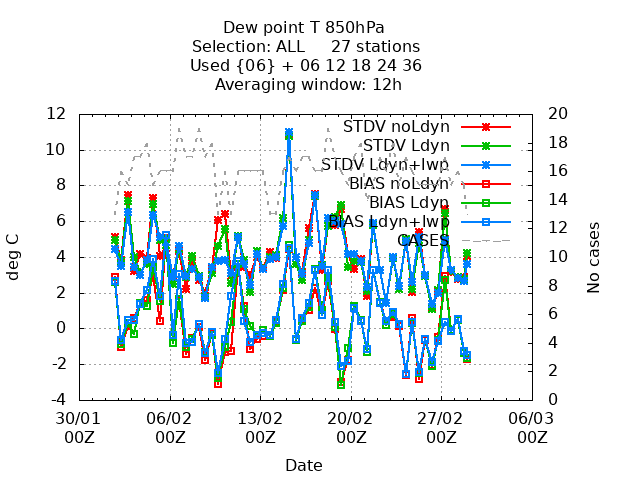 Dew point T 850hPa
Selection: ALL 27 stations
Used {06} + 06 12 18 24 36
Averaging window: 12h
STDV noLdyn
STDV Ldyn
STDV Ldyn+lwp
BIAS noLdyn
BIAS Ldyn
BIAS Ldyn+lwp
CASES
deg C
12
10
8
6
4
2
0
-2
-4
No cases
20
18
16
14
12
10
8
6
4
2
0
30/01 06/02 13/02 20/02 27/02 06/03
00Z 00Z 00Z 00Z 00Z 00Z
Date